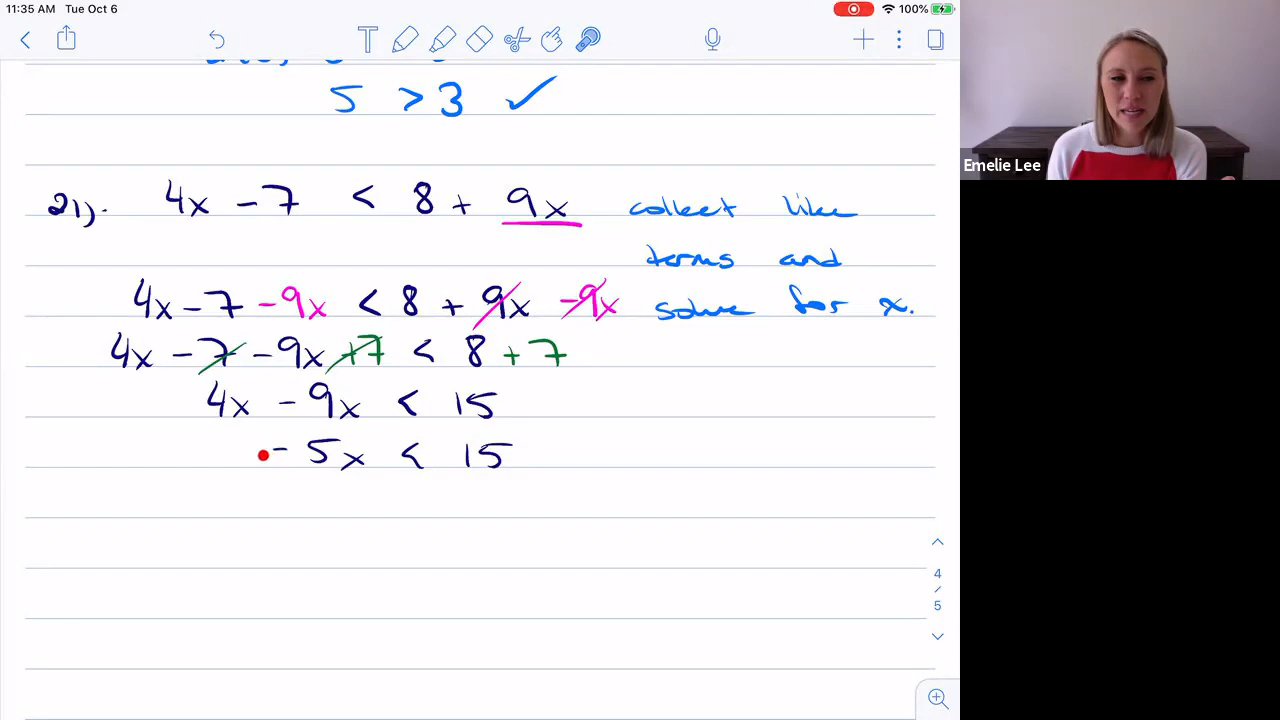 11:35 AM Tue Oct 6
100%
5 > 3 ✓
Emelie Lee
21). 4x - 7 < 8 + 9x collect like
terms and
4x - 7 - 9x < 8 + 9x - 9x solve for x.
4x - 7 - 9x + 7 < 8 + 7
4x - 9x < 15
- 5x < 15
4
/
5